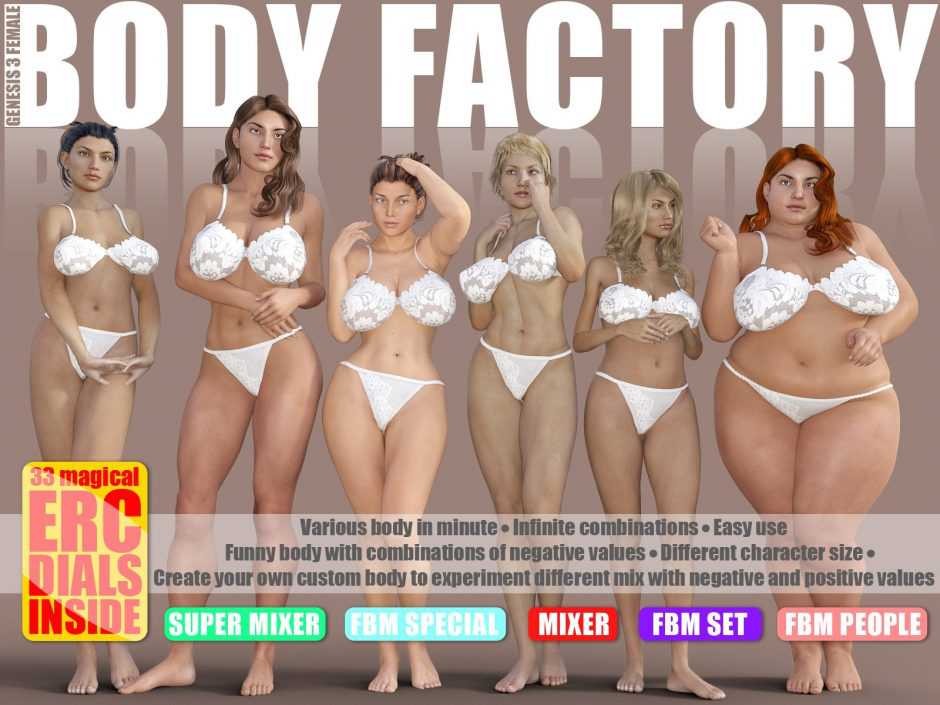 GENESIS 3 FEMALE
BODY FACTORY
33 magical
ERC
DIALS
INSIDE
Various body in minute • Infinite combinations • Easy use
Funny body with combinations of negative values • Different character size •
Create your own custom body to experiment different mix with negative and positive values
SUPER MIXER
FBM SPECIAL
MIXER
FBM SET
FBM PEOPLE